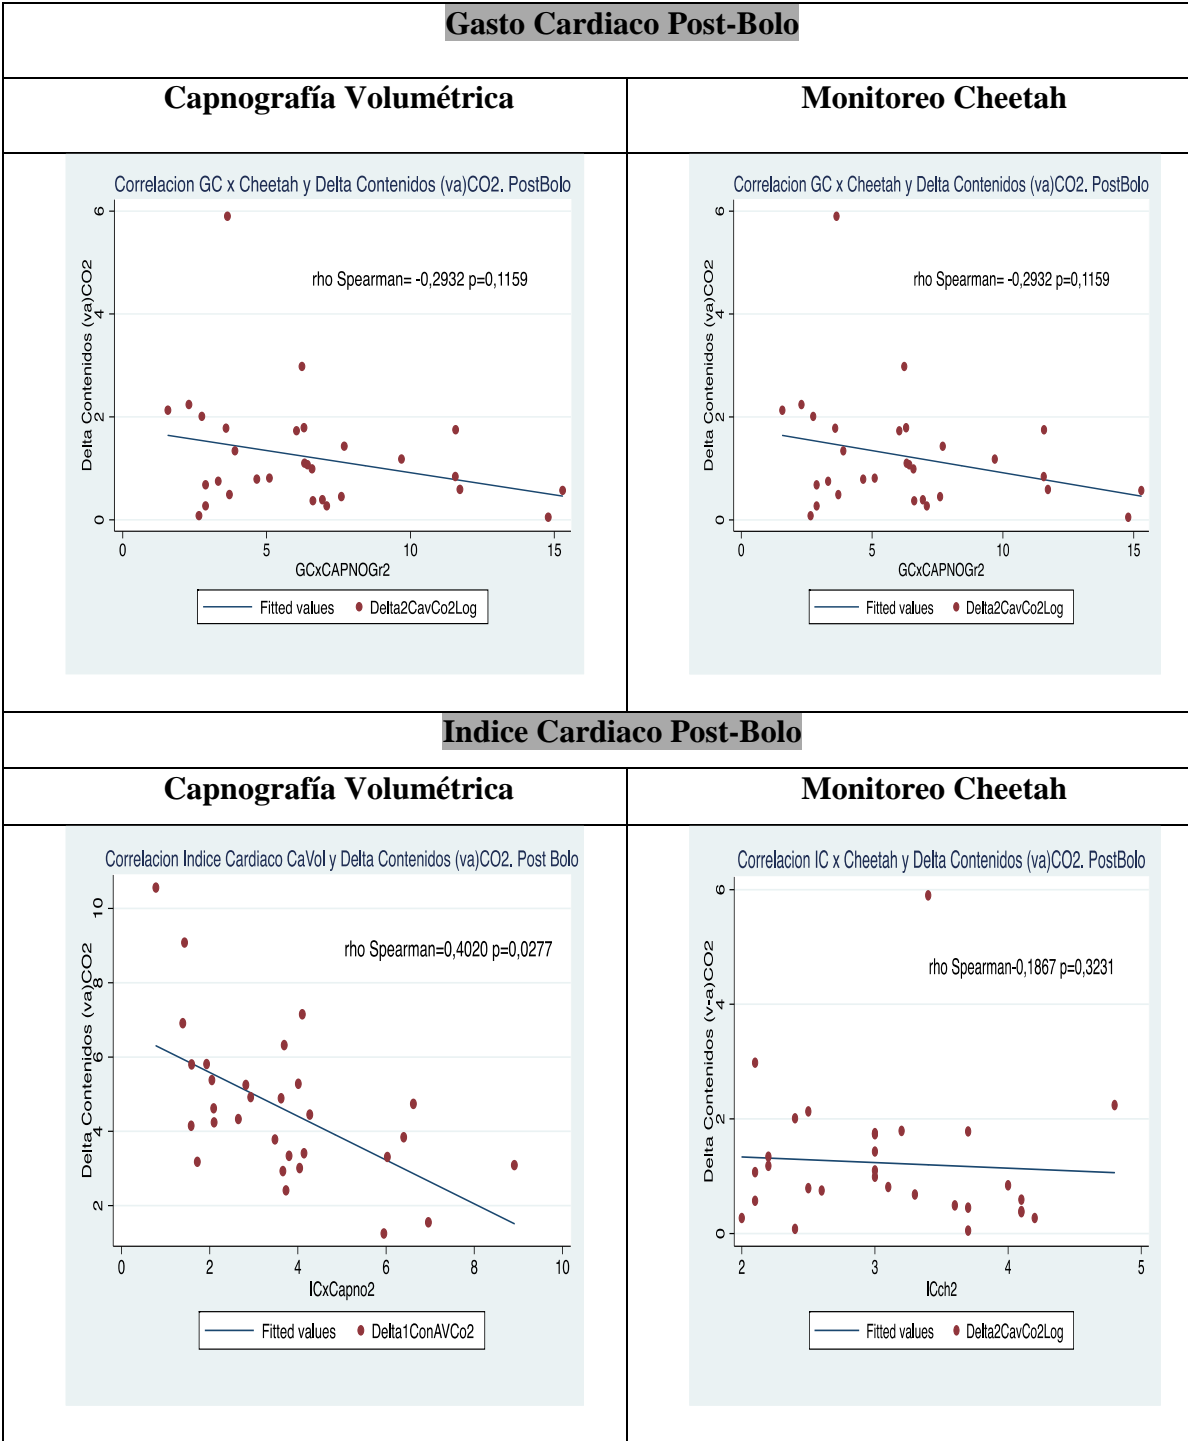 Gasto Cardiaco Post-Bolo
Capnografía Volumétrica
Monitoreo Cheetah
Correlacion GC x Cheetah y Delta Contenidos (va)CO2. PostBolo
rho Spearman= -0,2932 p=0,1159
Delta Contenidos (va)CO2
6
4
2
0
0 5 10 15
GCxCAPNOGr2
Fitted values Delta2CavCo2Log
Correlacion GC x Cheetah y Delta Contenidos (va)CO2. PostBolo
rho Spearman= -0,2932 p=0,1159
Delta Contenidos (va)CO2
6
4
2
0
0 5 10 15
GCxCAPNOGr2
Fitted values Delta2CavCo2Log
Indice Cardiaco Post-Bolo
Capnografía Volumétrica
Monitoreo Cheetah
Correlacion Indice Cardiaco CaVol y Delta Contenidos (va)CO2. Post Bolo
rho Spearman=0,4020 p=0,0277
Delta Contenidos (va)CO2
10
8
6
4
2
0 2 4 6 8 10
ICxCapno2
Fitted values Delta1ConAVCo2
Correlacion IC x Cheetah y Delta Contenidos (va)CO2. PostBolo
rho Spearman-0,1867 p=0,3231
Delta Contenidos (v-a)CO2
6
4
2
0
2 3 4 5
ICch2
Fitted values Delta2CavCo2Log